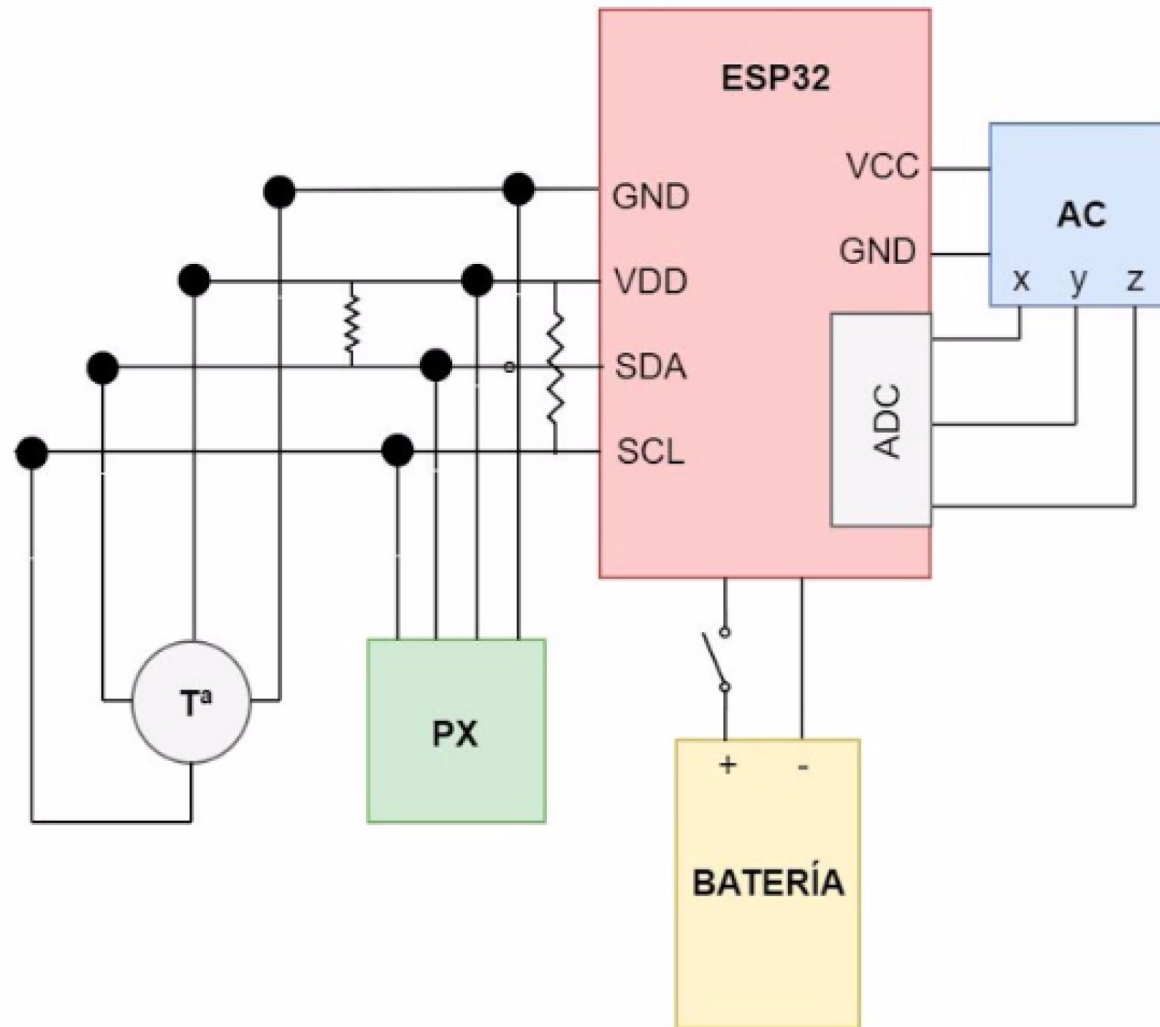 ESP32
GND
VDD
SDA
SCL
VCC
GND
ADC
AC
x y z
Tª
PX
+ -
BATERÍA